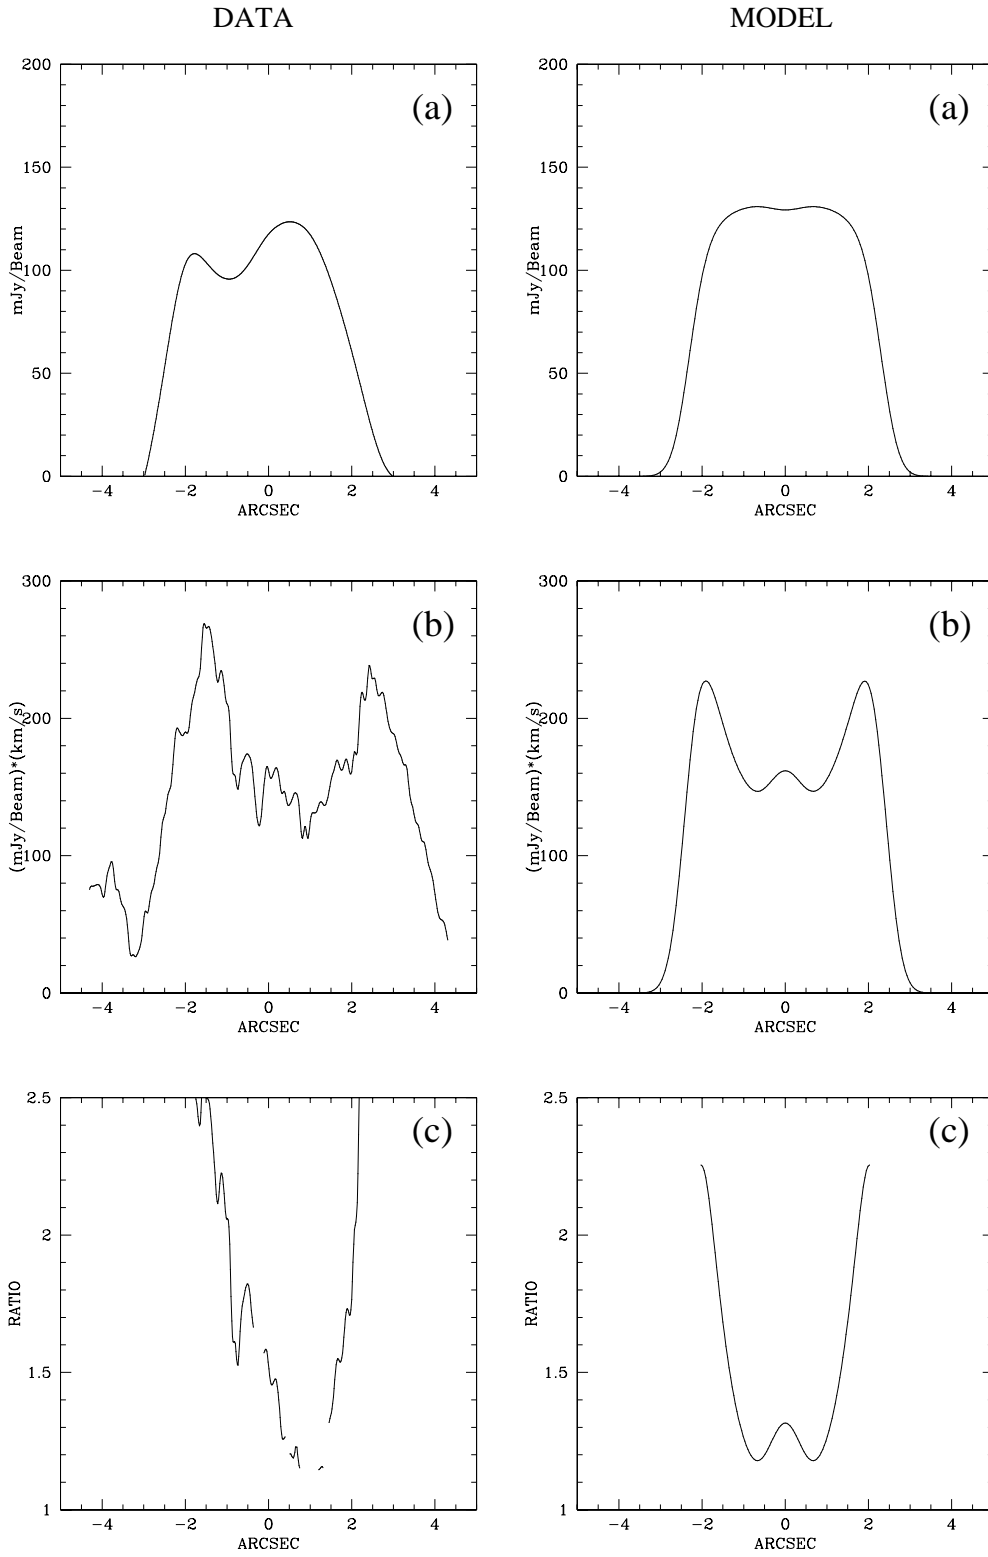 DATA MODEL
200 200
(a) (a)
150 150
mJy/Beam mJy/Beam
100 100
50 50
0 0
−4 −2 0 2 4 −4 −2 0 2 4
ARCSEC ARCSEC
300 300
(b) (b)
200 200
(mJy/Beam)*(km/s) (mJy/Beam)*(km/s)
100 100
0 0
−4 −2 0 2 4 −4 −2 0 2 4
ARCSEC ARCSEC
2.5 2.5
(c) (c)
2 2
RATIO RATIO
1.5 1.5
1 1
−4 −2 0 2 4 −4 −2 0 2 4
ARCSEC ARCSEC